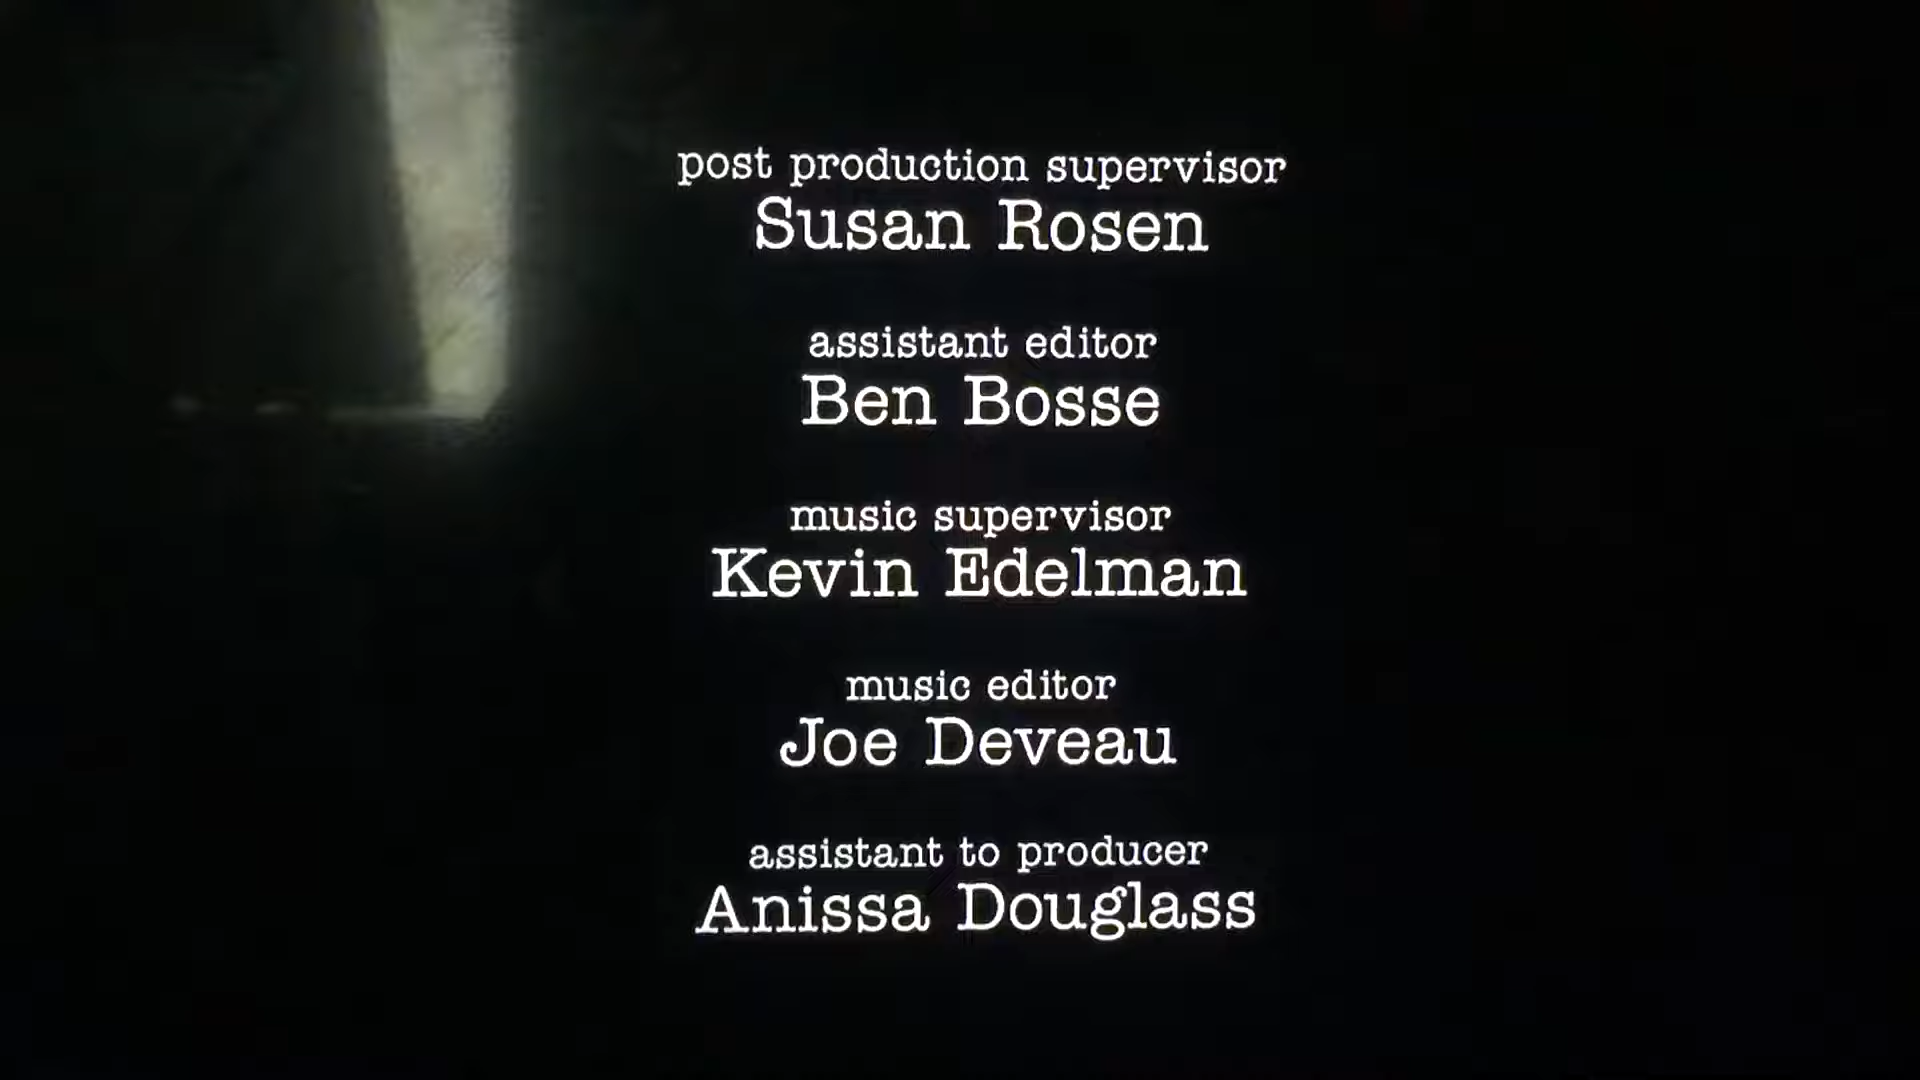 post production supervisor
Susan Rosen
assistant editor
Ben Bosse
music supervisor
Kevin Edelman
music editor
Joe Deveau
assistant to producer
Anissa Douglass